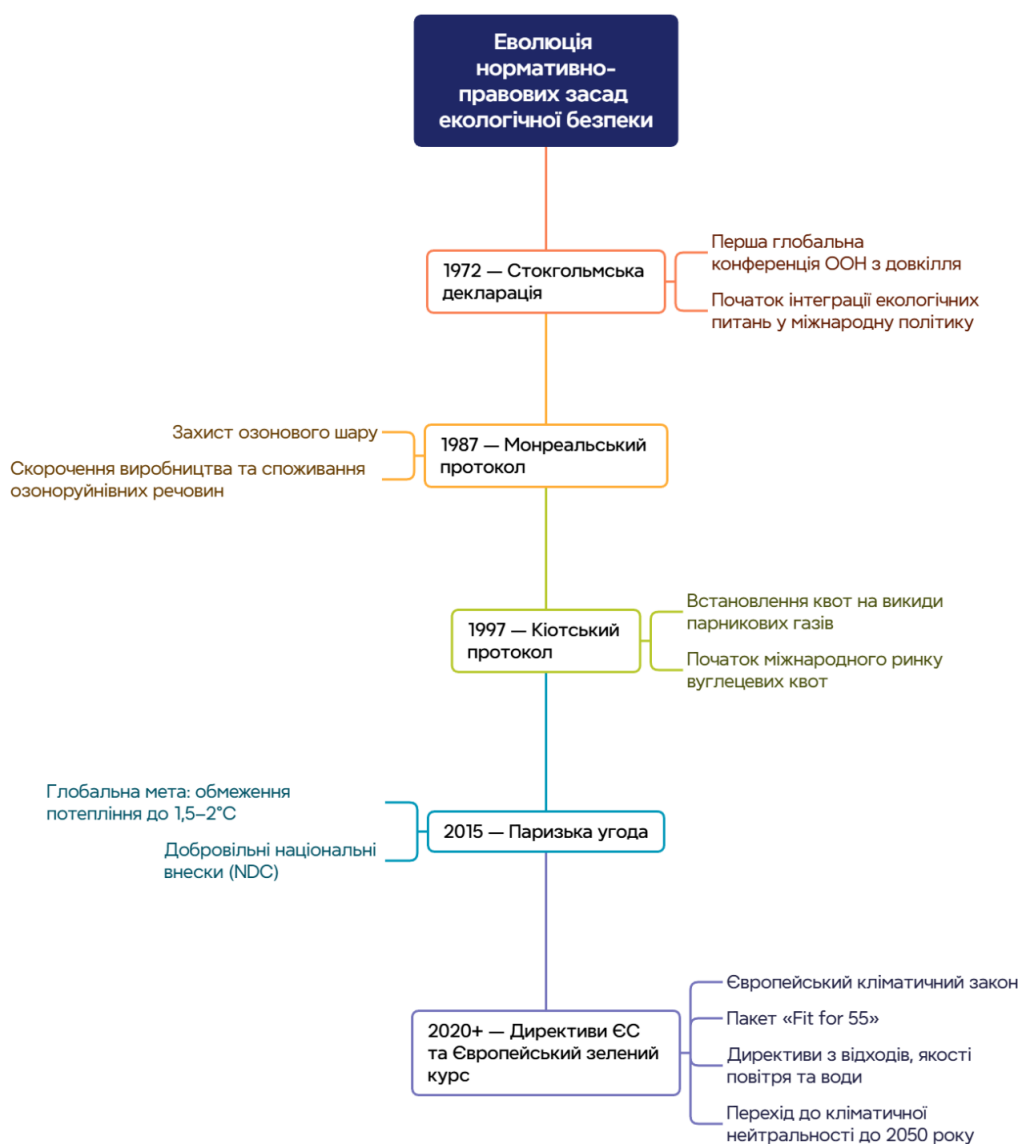 Еволюція
нормативно-
правових засад
екологічної безпеки
1972 — Стокгольмська
декларація
Перша глобальна
конференція ООН з довкілля
Початок інтеграції екологічних
питань у міжнародну політику
1987 — Монреальський
протокол
Захист озонового шару
Скорочення виробництва та споживання
озоноруйнівних речовин
1997 — Кіотський
протокол
Встановлення квот на викиди
парникових газів
Початок міжнародного ринку
вуглецевих квот
2015 — Паризька угода
Глобальна мета: обмеження
потепління до 1,5–2°C
Добровільні національні
внески (NDC)
2020+ — Директиви ЄС
та Європейський зелений
курс
Європейський кліматичний закон
Пакет «Fit for 55»
Директиви з відходів, якості
повітря та води
Перехід до кліматичної
нейтральності до 2050 року